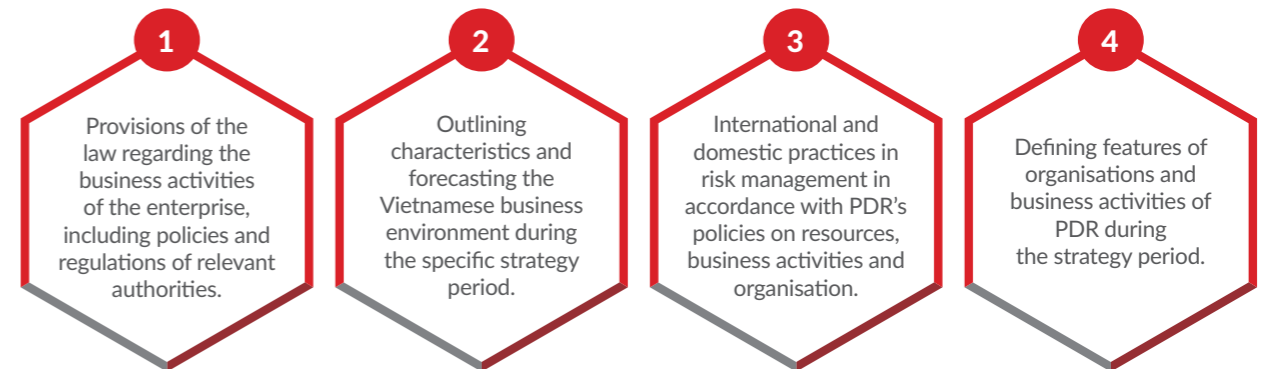 1
Provisions of the
law regarding the
business activities
of the enterprise,
including policies and
regulations of relevant
authorities.
2
Outlining
characteristics and
forecasting the
Vietnamese business
environment during
the specific strategy
period.
3
International and
domestic practices in
risk management in
accordance with PDR's
policies on resources,
business activities and
organisation.
4
Defining features of
organisations and
business activities of
PDR during
the strategy period.